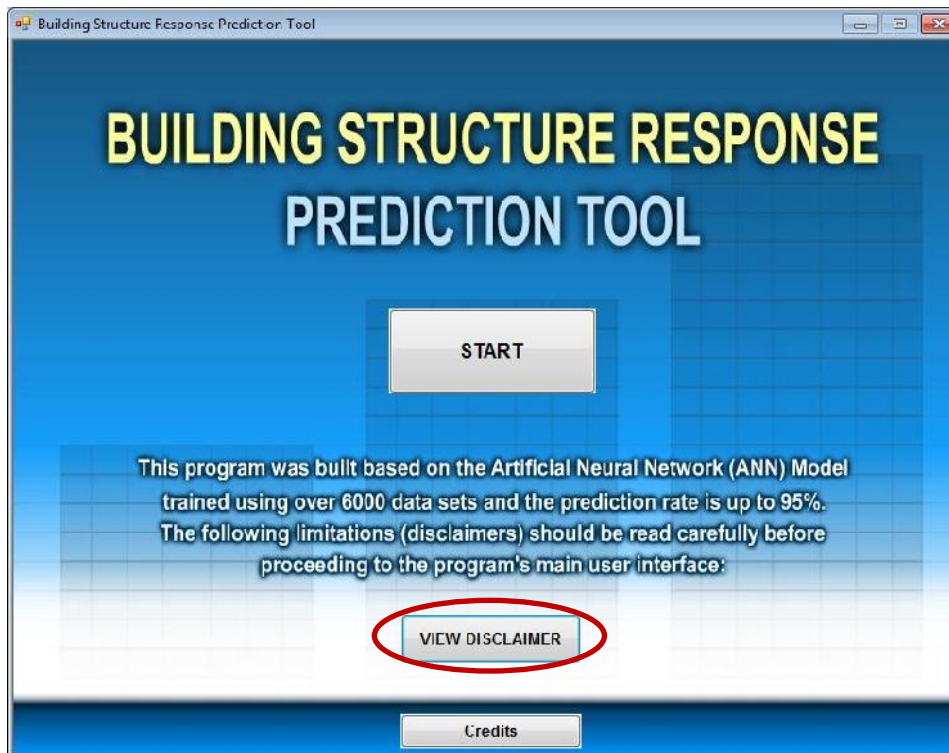 Building Structure Response Prediction Tool
BUILDING STRUCTURE RESPONSE
PREDICTION TOOL
START
This program was built based on the Artificial Neural Network (ANN) Model
trained using over 6000 data sets and the prediction rate is up to 95%.
The following limitations (disclaimers) should be read carefully before
proceeding to the program's main user interface:
VIEW DISCLAIMER
Credits